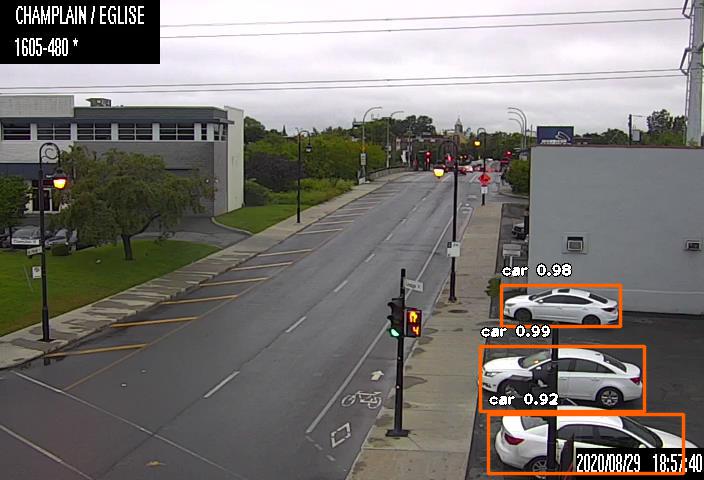 CHAMPLAIN / EGLISE
1605-480 *
car 0.98
car 0.99
4
car 0.92
2020/08/29 18:57:40